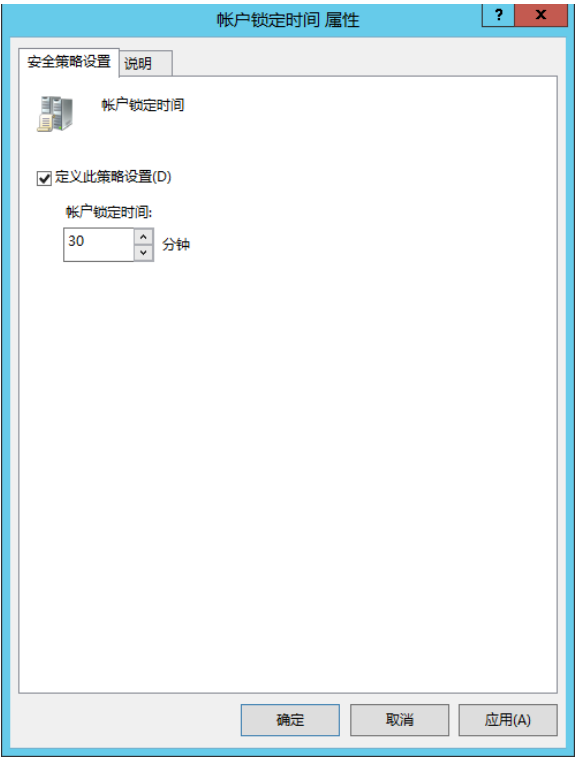 帐户锁定时间 属性
? x
安全策略设置 说明
帐户锁定时间
定义此策略设置(D)
帐户锁定时间:
30 分钟
确定 取消 应用(A)